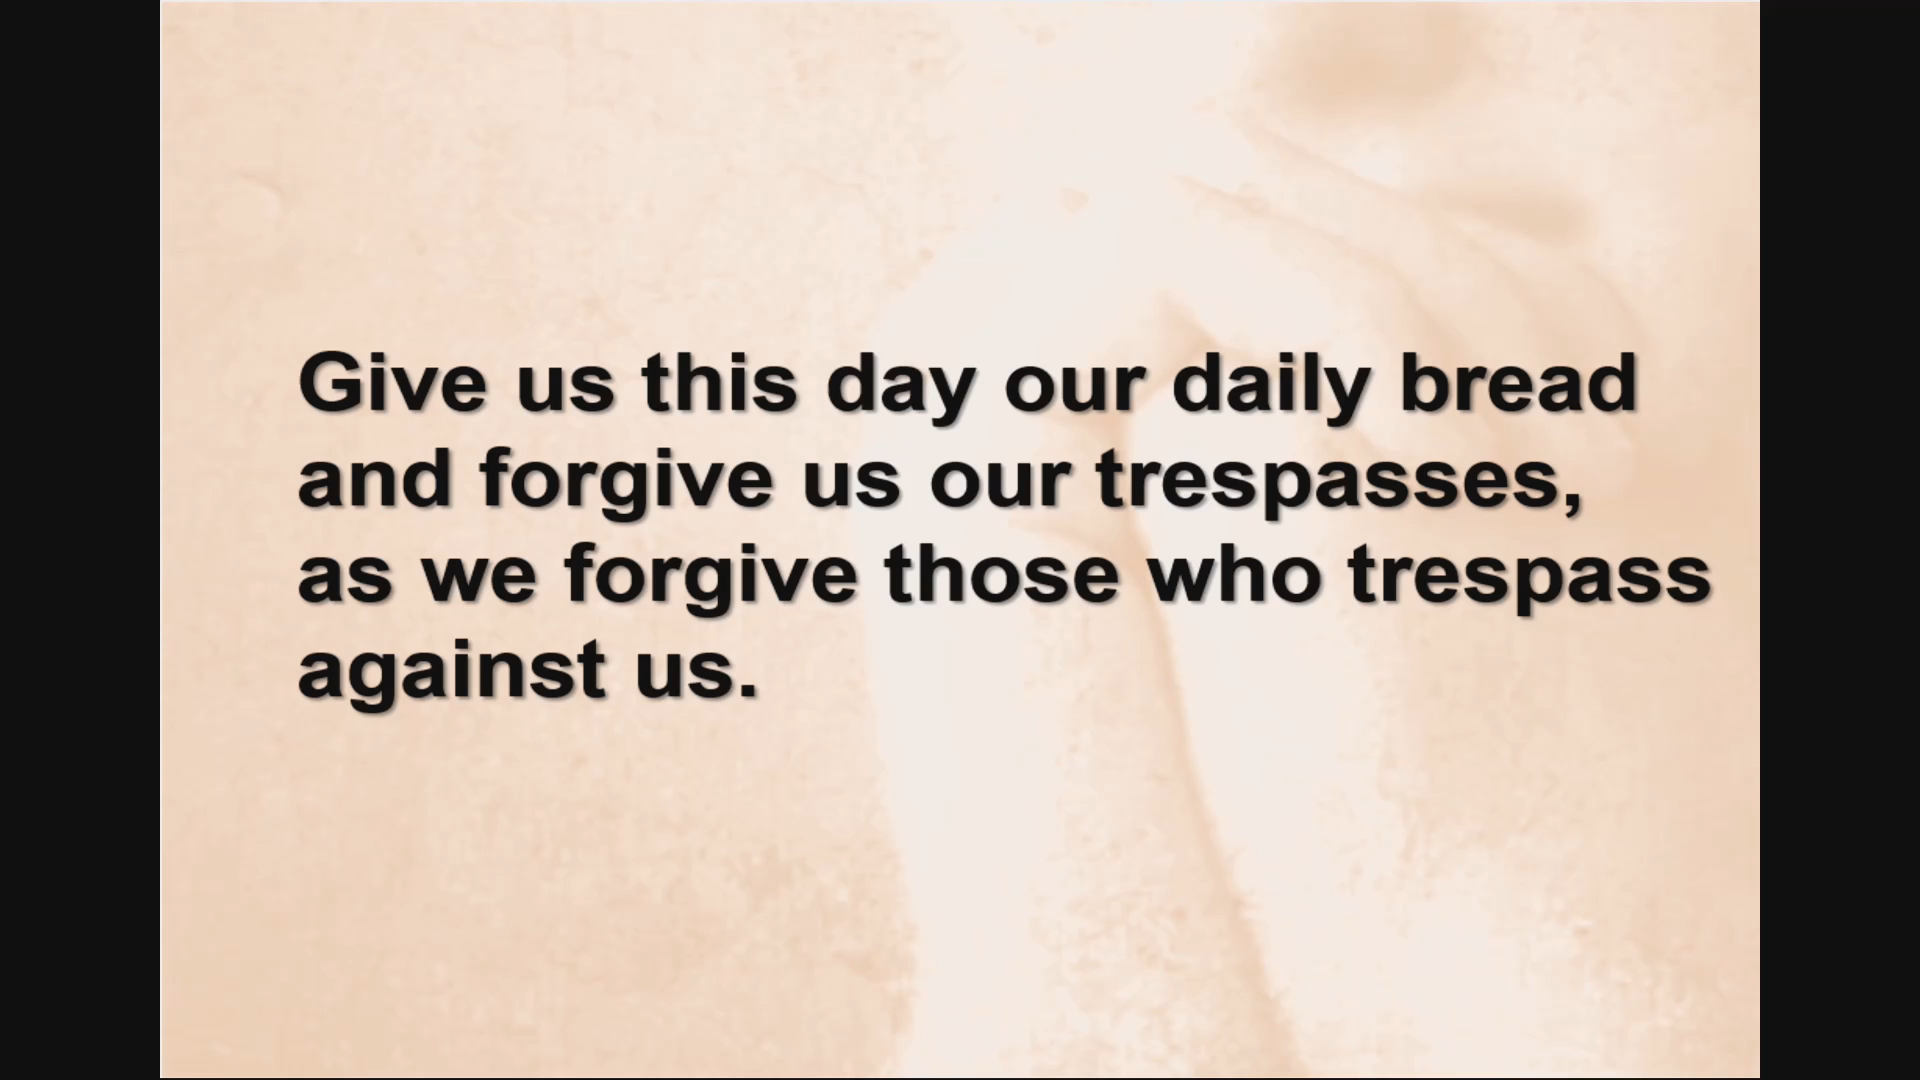 Give us this day our daily bread
and forgive us our trespasses,
as we forgive those who trespass
against us.